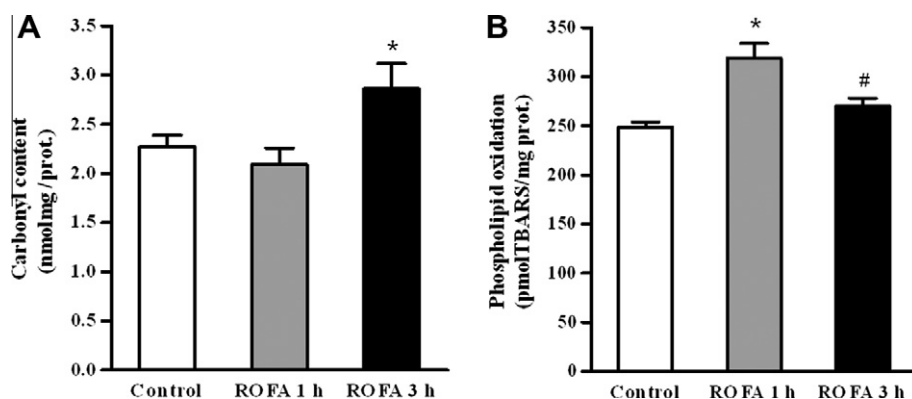 A
Carbonyl content
(nmolmg /prot.)
3.5
3.0
2.5
2.0
1.5
1.0
0.5
0.0
*
Control
ROFA 1 h
ROFA 3 h
B
Phospholipid oxidation
(pmolTBARS/mg prot.)
350
300
250
200
150
100
50
0
*
#
Control
ROFA 1 h
ROFA 3 h